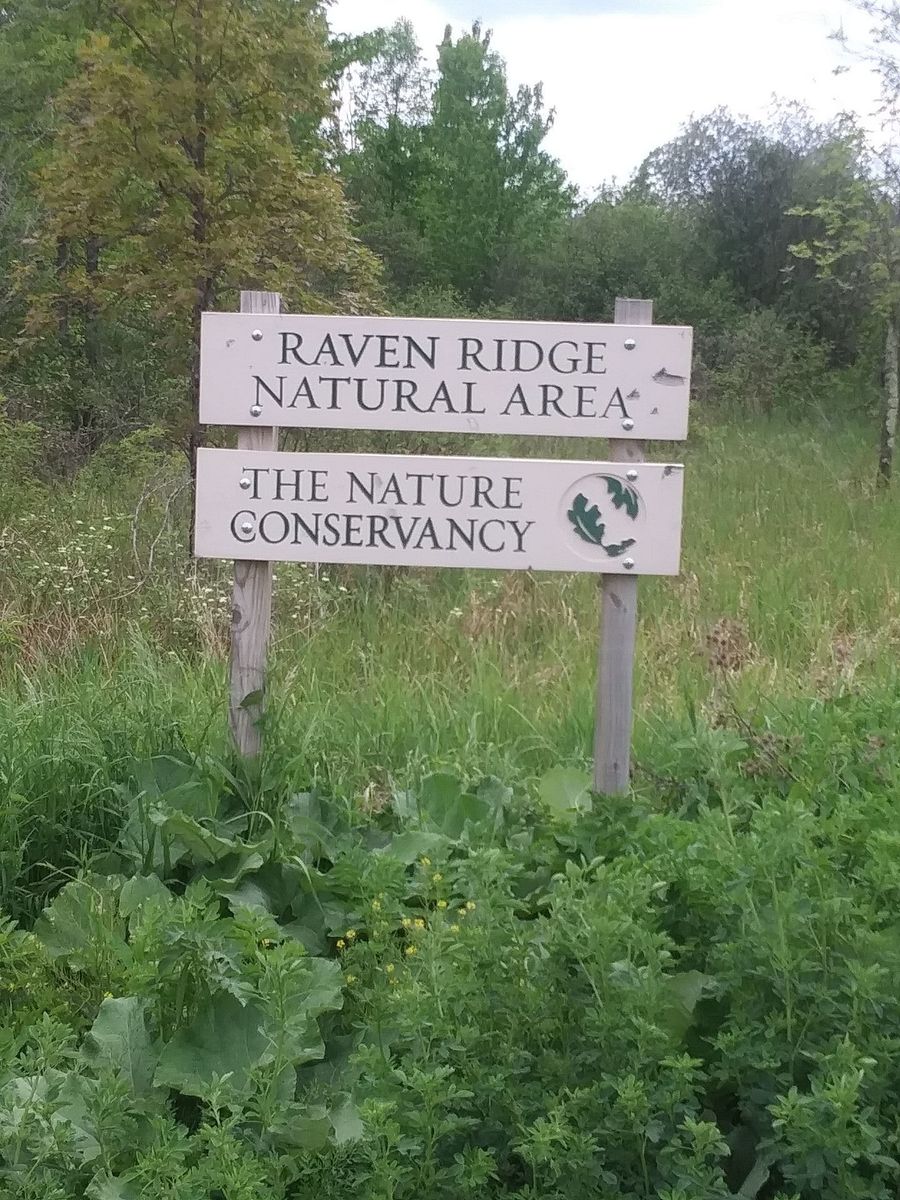 RAVEN RIDGE
NATURAL AREA
THE NATURE
CONSERVANCY